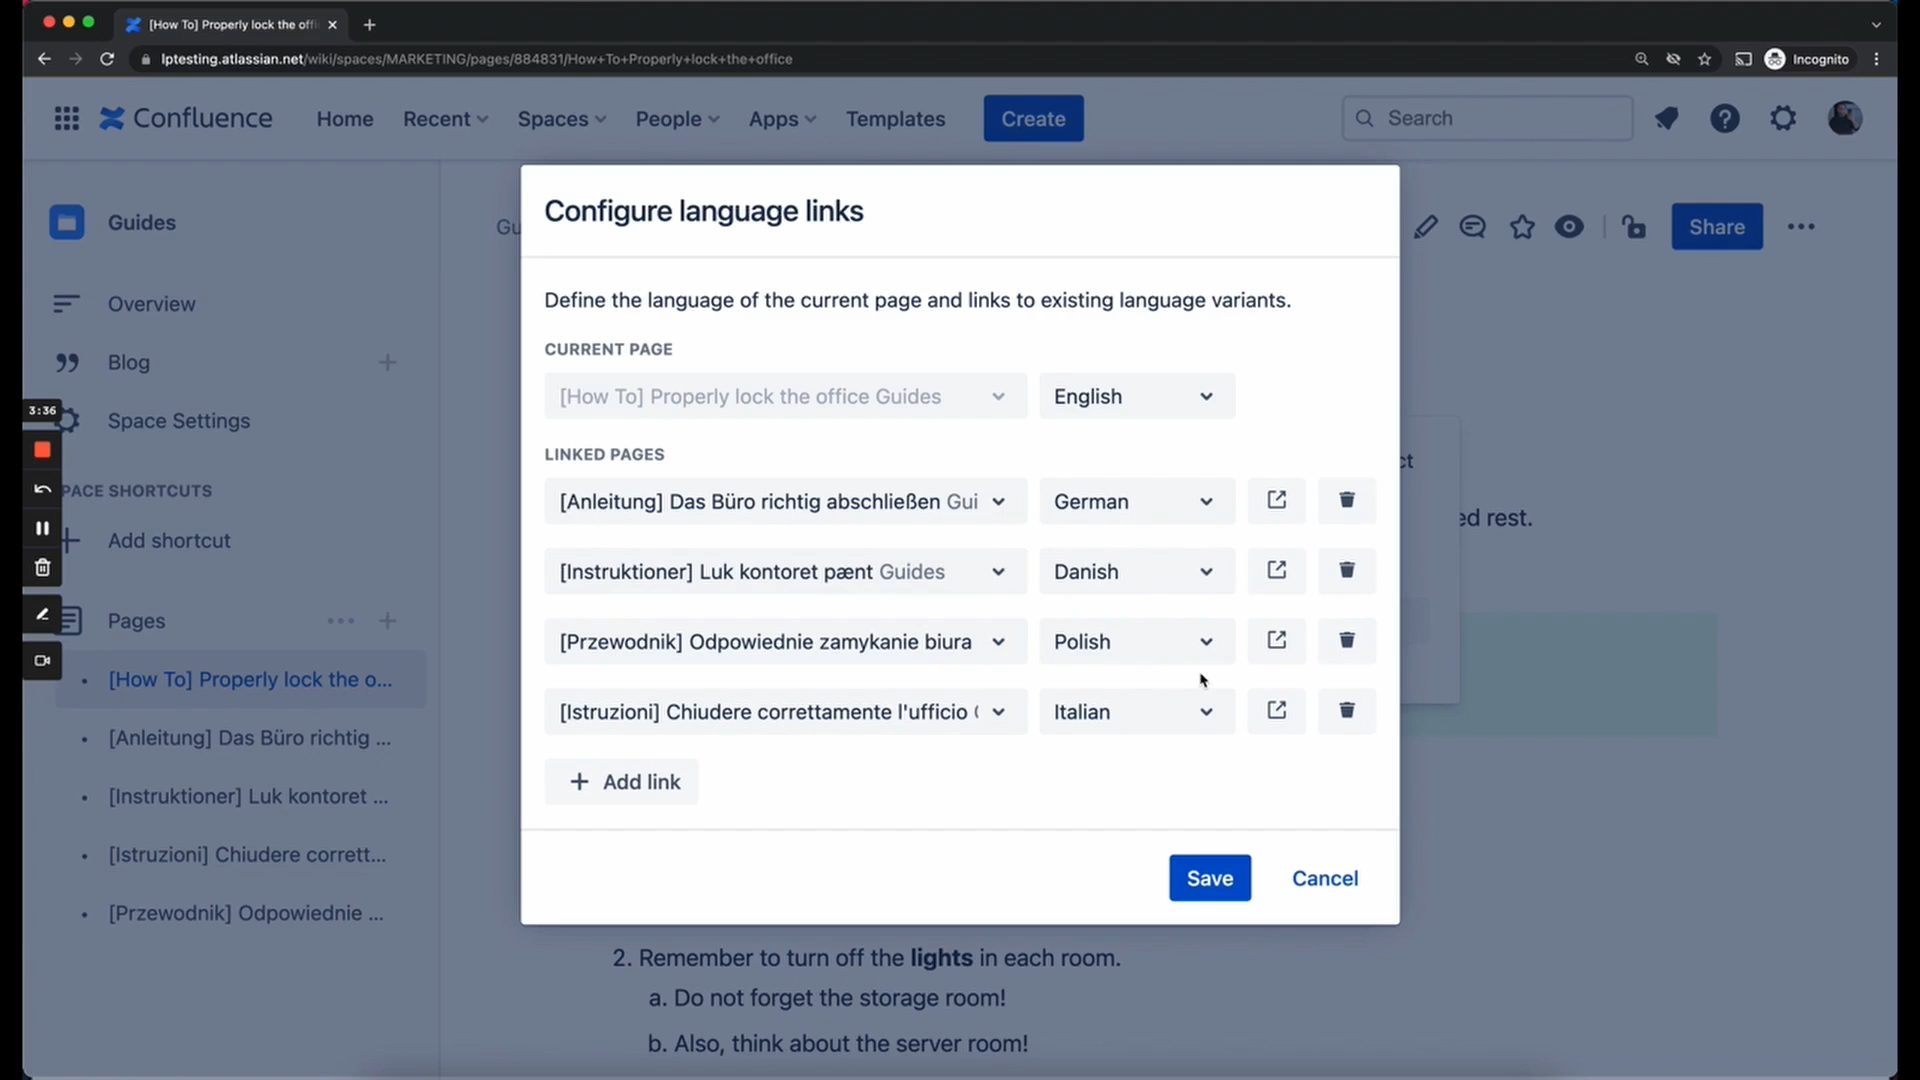 [How To] Properly lock the offi
lptesting.atlassian.net/wiki/spaces/MARKETING/pages/884831/How+To+Properly+lock+the+office
Incognito
Confluence
Home
Recent
Spaces
People
Apps
Templates
Create
Search
Guides
Overview
Blog
Space Settings
3:36
PACE SHORTCUTS
Add shortcut
Pages
[How To] Properly lock the o...
[Anleitung] Das Büro richtig ...
[Instruktioner] Luk kontoret ...
[Istruzioni] Chiudere corrett...
[Przewodnik] Odpowiednie ...
Gu
Share
ct
ed rest.
Configure language links
Define the language of the current page and links to existing language variants.
CURRENT PAGE
[How To] Properly lock the office Guides
English
LINKED PAGES
[Anleitung] Das Büro richtig abschließen Gui
German
[Instruktioner] Luk kontoret pænt Guides
Danish
[Przewodnik] Odpowiednie zamykanie biura
Polish
[Istruzioni] Chiudere correttamente l'ufficio
Italian
+ Add link
Save
Cancel
2. Remember to turn off the lights in each room.
a. Do not forget the storage room!
b. Also, think about the server room!